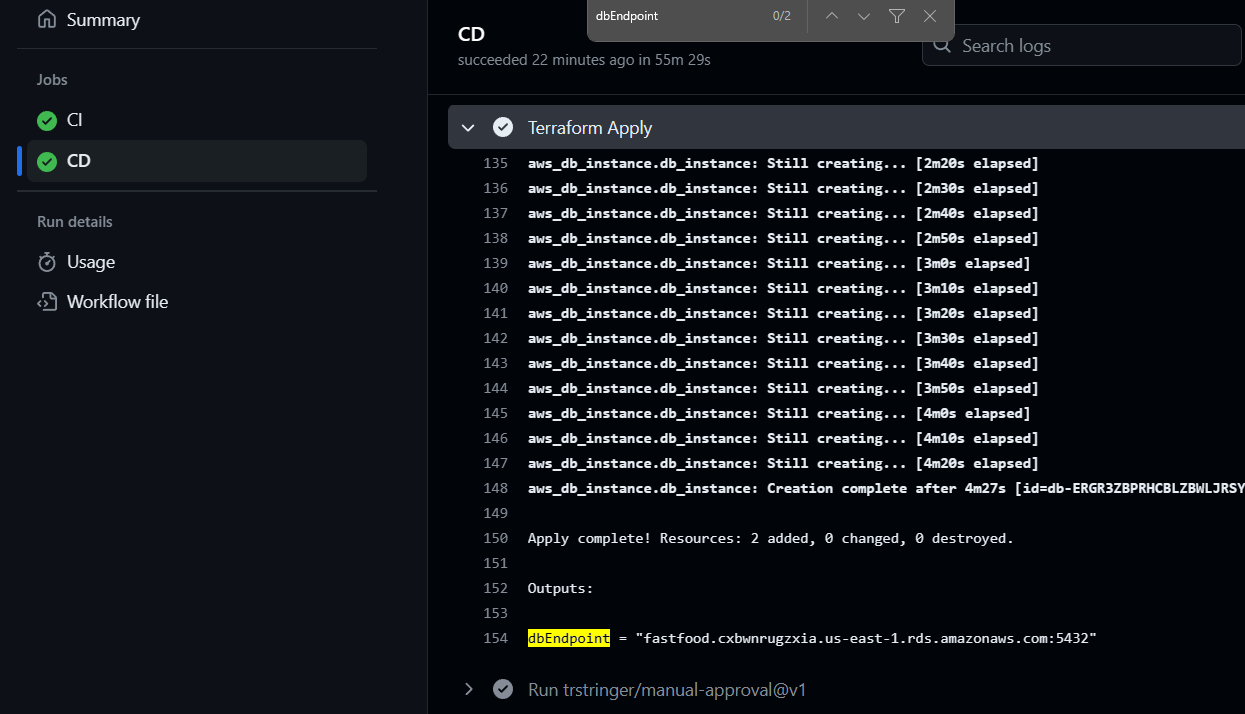 Summary
Jobs
CI
CD
Run details
Usage
Workflow file
dbEndpoint 0/2
CD
succeeded 22 minutes ago in 55m 29s
Search logs
Terraform Apply
135 aws_db_instance.db_instance: Still creating... [2m20s elapsed]
136 aws_db_instance.db_instance: Still creating... [2m30s elapsed]
137 aws_db_instance.db_instance: Still creating... [2m40s elapsed]
138 aws_db_instance.db_instance: Still creating... [2m50s elapsed]
139 aws_db_instance.db_instance: Still creating... [3m0s elapsed]
140 aws_db_instance.db_instance: Still creating... [3m10s elapsed]
141 aws_db_instance.db_instance: Still creating... [3m20s elapsed]
142 aws_db_instance.db_instance: Still creating... [3m30s elapsed]
143 aws_db_instance.db_instance: Still creating... [3m40s elapsed]
144 aws_db_instance.db_instance: Still creating... [3m50s elapsed]
145 aws_db_instance.db_instance: Still creating... [4m0s elapsed]
146 aws_db_instance.db_instance: Still creating... [4m10s elapsed]
147 aws_db_instance.db_instance: Still creating... [4m20s elapsed]
148 aws_db_instance.db_instance: Creation complete after 4m27s [id=db-ERGR3ZBPRHCBLZBWLJRSY
149
150 Apply complete! Resources: 2 added, 0 changed, 0 destroyed.
151
152 Outputs:
153
154 dbEndpoint = "fastfood.cxbwnrugzxia.us-east-1.rds.amazonaws.com:5432"
Run trstringer/manual-approval@v1